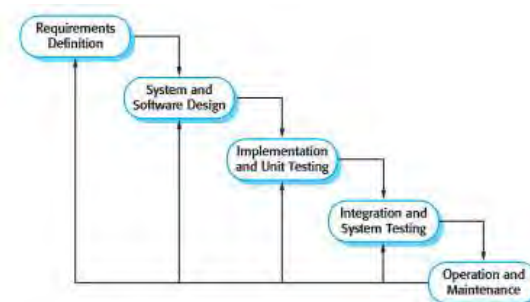 Requirements
Definition
System and
Software Design
Implementation
and Unit Testing
Integration and
System Testing
Operation and
Maintenance